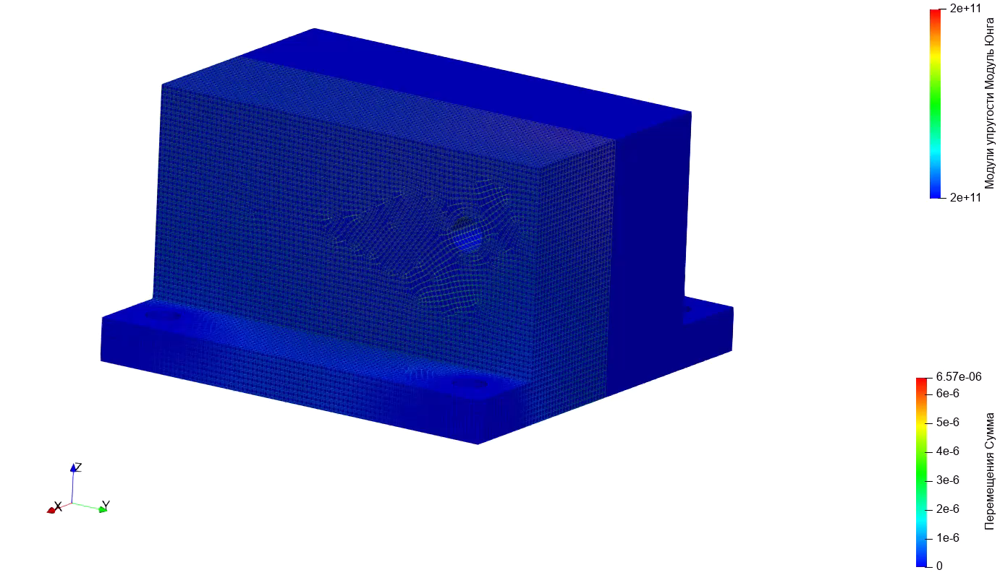 2e+11
2e+11
Модули упругости Модуль Юнга
6.57e-06
6e-6
5e-6
4e-6
3e-6
2e-6
1e-6
0
Перемещения Сумма
Z
X
Y